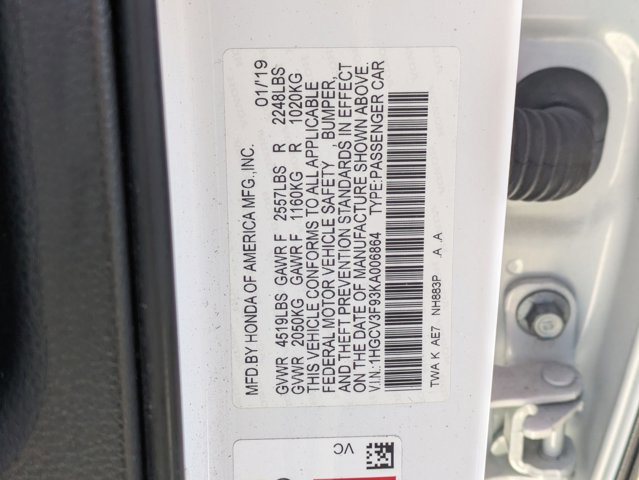 MFD.BY HONDA OF AMERICA MFG.,INC. 01/'19
GVWR 4519LBS GAWR F 2557LBS R 2248LBS
GVWR 2050KG GAWR F 1160KG R 1020KG
THIS VEHICLE CONFORMS TO ALL APPLICABLE
FEDERAL MOTOR VEHICLE SAFETY BUMPER,
AND THEFT PREVENTION STANDARDS IN EFFECT
ON THE DATE OF MANUFACTURE SHOWN ABOVE.
V.I.N.:1HGCV3F93KA006864 TYPE:PASSENGER CAR
TWA K AE7 NH883P A .A
VC